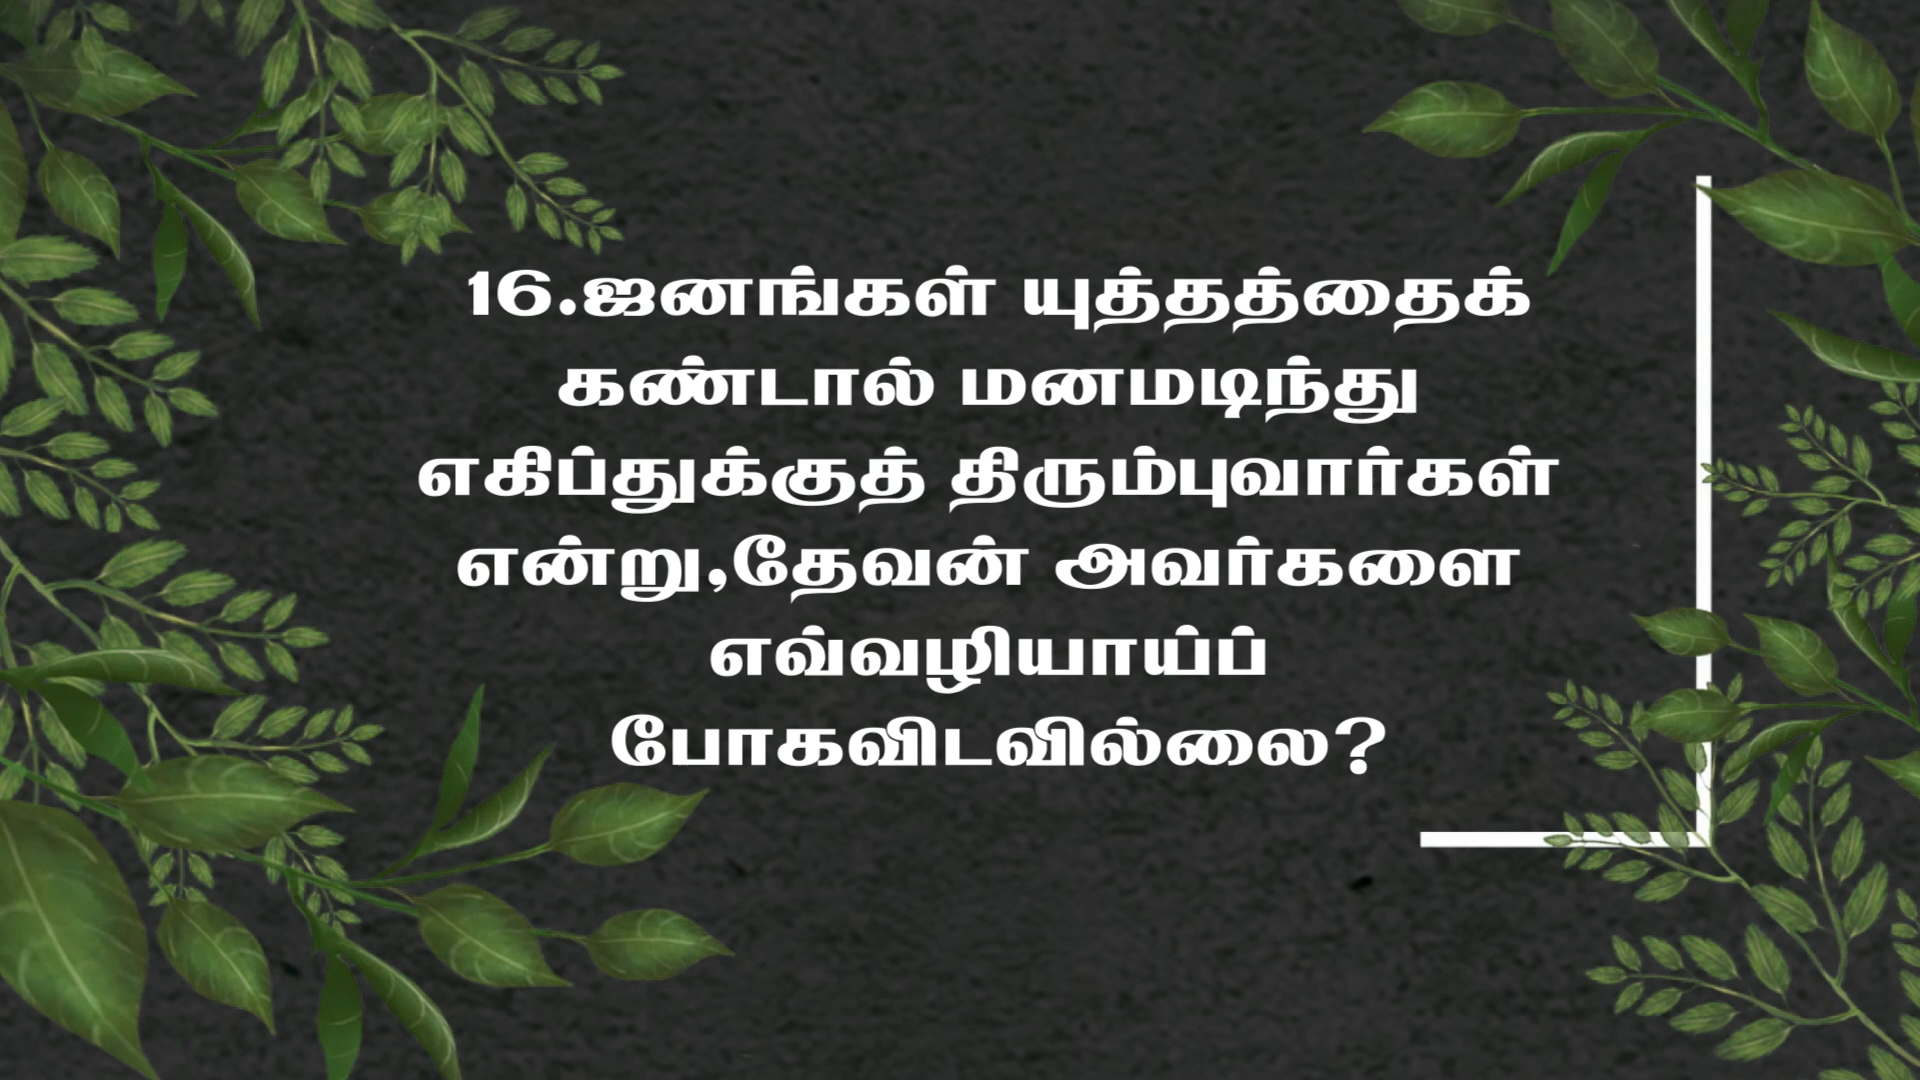 16.ஜனங்கள் யுத்தத்தைக்
கண்டால் மனமடிந்து
எகிப்துக்குத் திரும்புவார்கள்
என்று,தேவன் அவர்களை
எவ்வழியாய்ப்
போகவிடவில்லை?